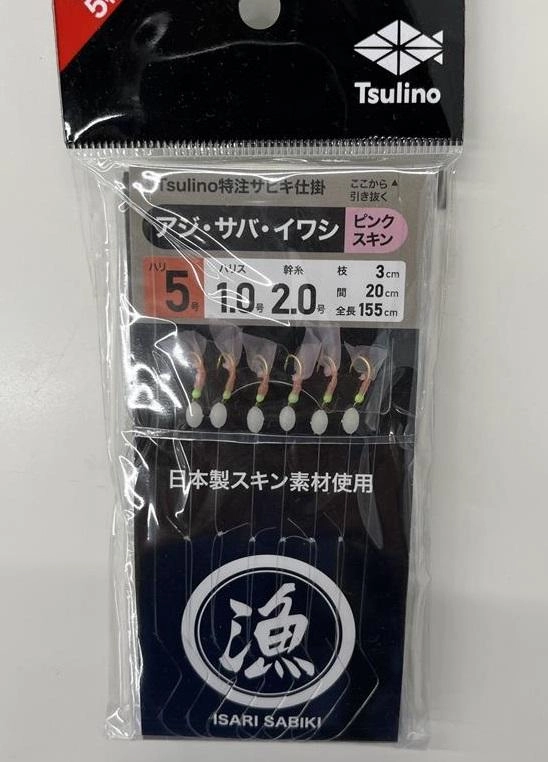 Tsulino
Tsulino特注サビキ仕掛
ここから▲
引き抜く
アジ・サバ・イワシ
ピンク
スキン
ハリ 5号
ハリス 1.0号
幹糸 2.0号
枝 3cm
間 20cm
全長 155cm
日本製スキン素材使用
漁
ISARI SABIKI